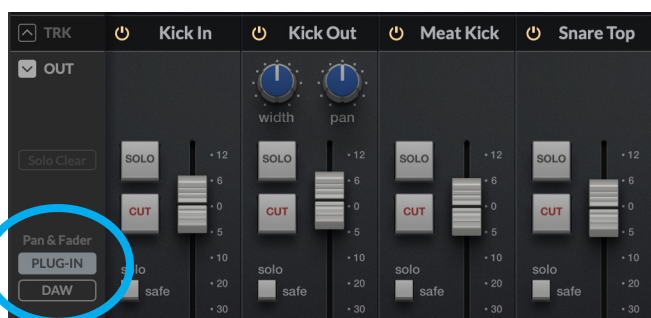 TRK
Kick In
Kick Out
Meat Kick
Snare Top
OUT
width
pan
Solo Clear
SOLO
12
SOLO
12
SOLO
12
SOLO
12
6
6
6
6
CUT
0
CUT
0
CUT
0
CUT
0
5
5
5
5
Pan & Fader
PLUG-IN
10
10
10
10
solo
solo
solo
solo
DAW
safe
20
safe
20
safe
20
safe
20
30
30
30
30